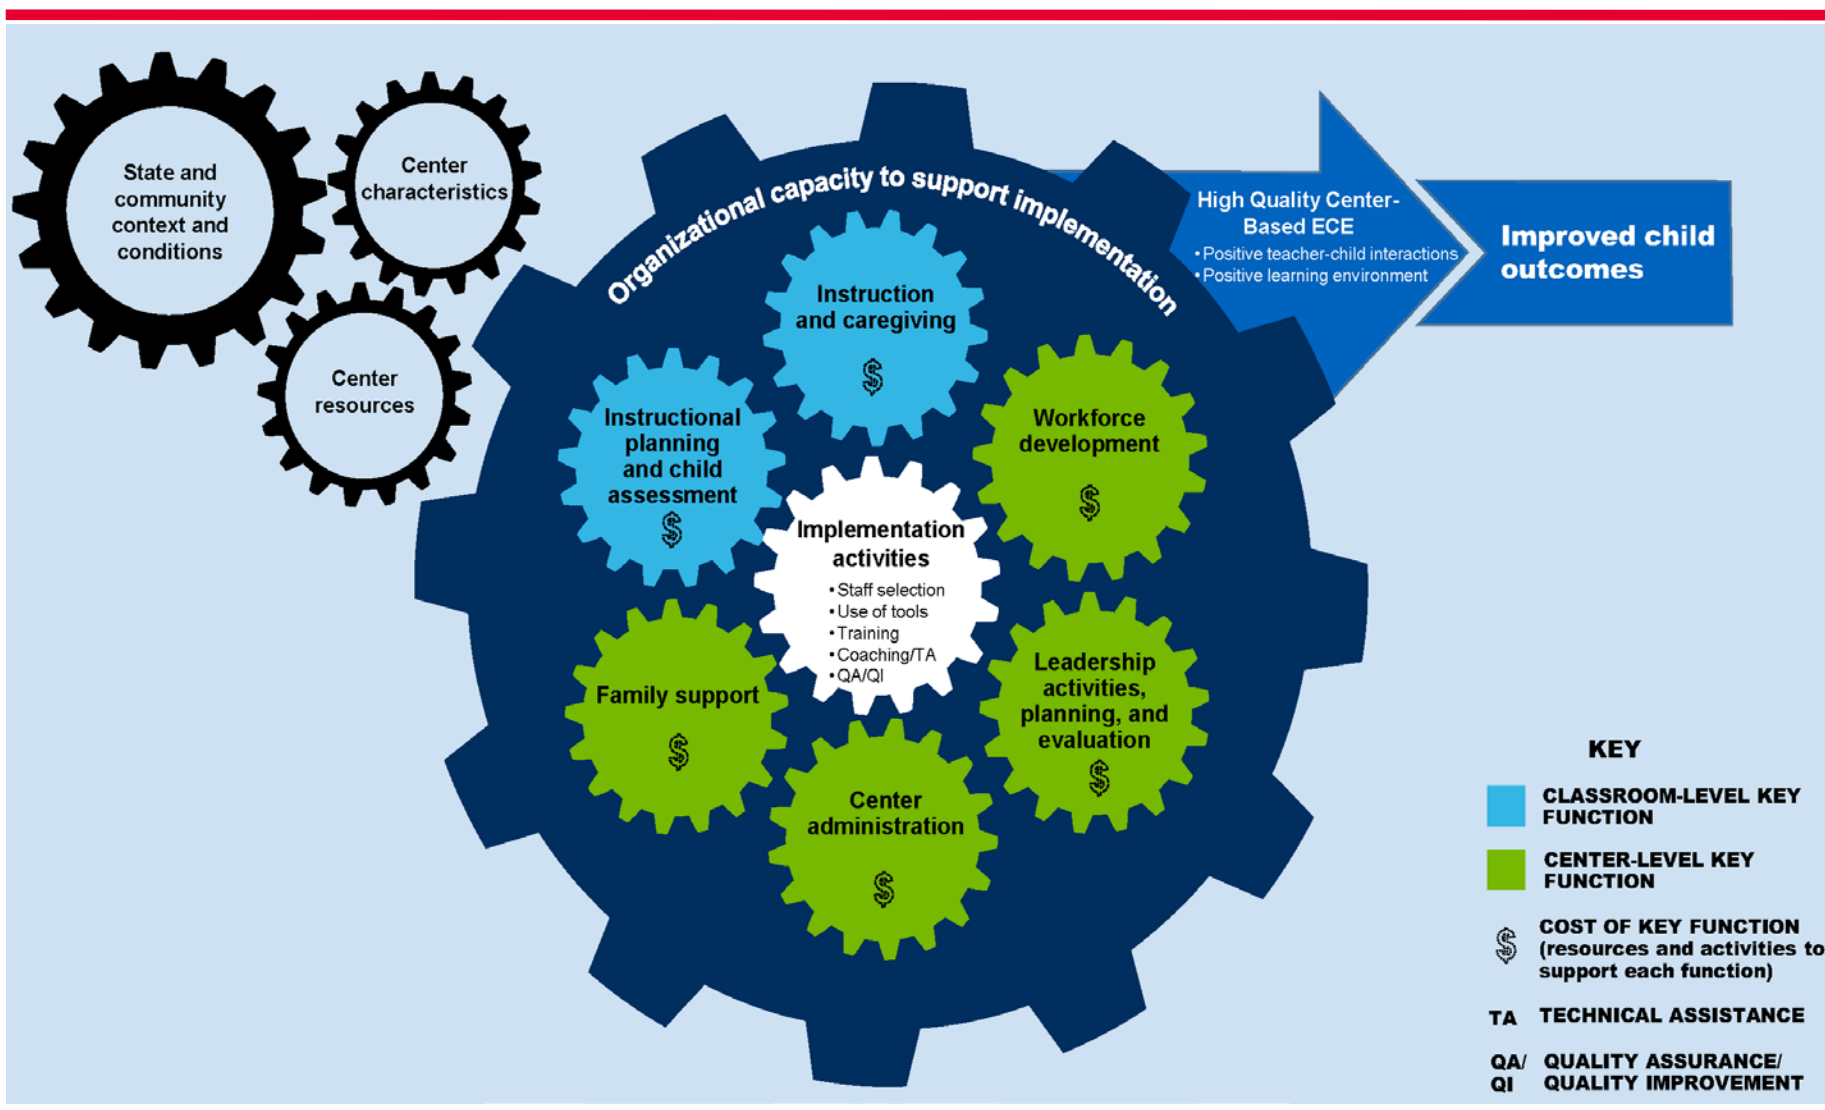 State and
community
context and
conditions
Center
characteristics
Center
resources
Organizational capacity to support implementation
Instruction
and caregiving
$
Instructional
planning
and child
assessment
$
Workforce
development
$
Implementation
activities
• Staff selection
• Use of tools
• Training
• Coaching/TA
• QA/QI
Family support
$
Leadership
activities,
planning, and
evaluation
$
Center
administration
$
High Quality Center-
Based ECE
• Positive teacher-child interactions
• Positive learning environment
Improved child
outcomes
KEY
CLASSROOM-LEVEL KEY
FUNCTION
CENTER-LEVEL KEY
FUNCTION
$ COST OF KEY FUNCTION
(resources and activities to
support each function)
TA TECHNICAL ASSISTANCE
QA/ QUALITY ASSURANCE/
QI QUALITY IMPROVEMENT